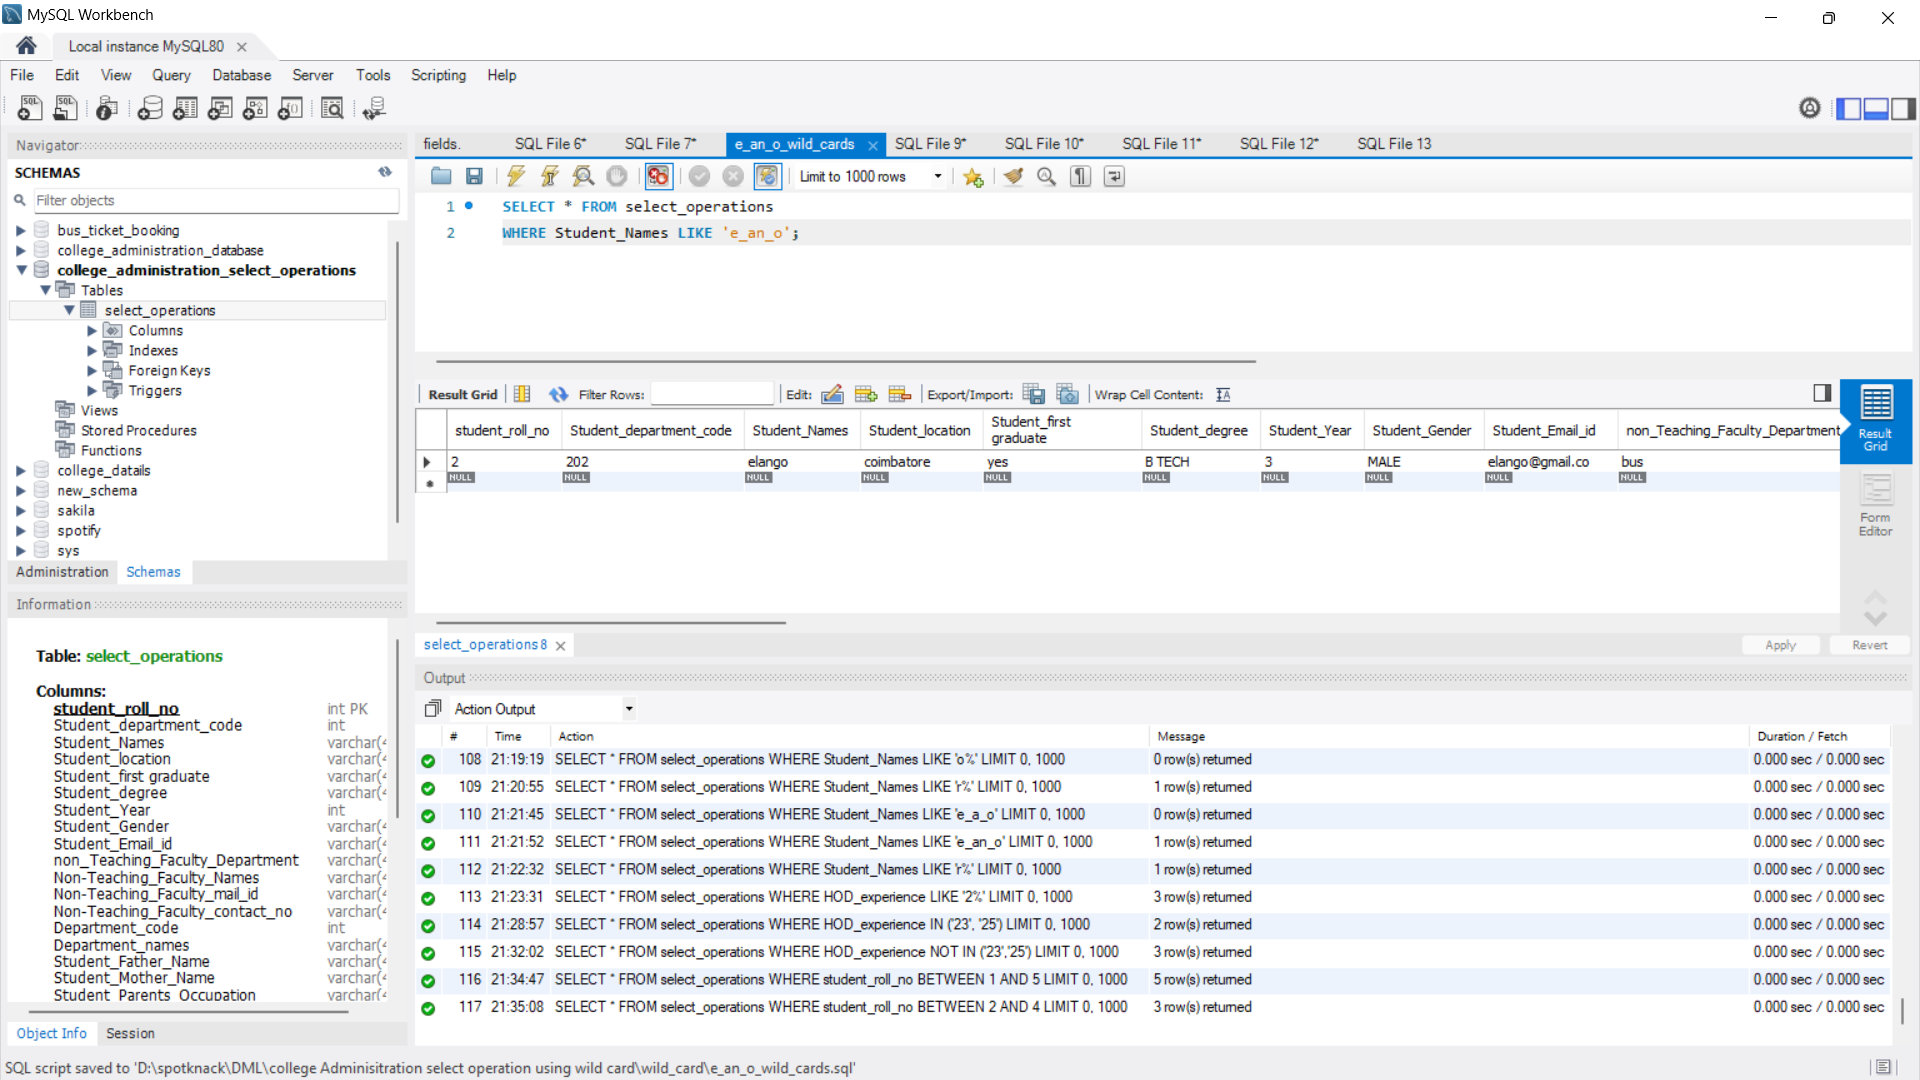 MySQL Workbench
Local instance MySQL80
File Edit View Query Database Server Tools Scripting Help
Navigator
SCHEMAS
Filter objects
bus_ticket_booking
college_administration_database
college_administration_select_operations
Tables
select_operations
Columns
Indexes
Foreign Keys
Triggers
Views
Stored Procedures
Functions
college_datails
new_schema
sakila
spotify
sys
Administration Schemas
Information
Table: select_operations
Columns:
student_roll_no int PK
Student_department_code int
Student_Names varchar(4
Student_location varchar(4
Student_first graduate varchar(4
Student_degree varchar(4
Student_Year int
Student_Gender varchar(4
Student_Email_id varchar(4
non_Teaching_Faculty_Department varchar(4
Non-Teaching_Faculty_Names varchar(4
Non-Teaching_Faculty_mail_id varchar(4
Non-Teaching_Faculty_contact_no varchar(4
Department_code int
Department_names varchar(4
Student_Father_Name varchar(4
Student_Mother_Name varchar(4
Student_Parents_Occupation varchar(4
Object Info Session
fields. SQL File 6* SQL File 7* e_an_o_wild_cards SQL File 9* SQL File 10* SQL File 11* SQL File 12* SQL File 13
Limit to 1000 rows
1 SELECT * FROM select_operations
2 WHERE Student_Names LIKE 'e_an_o';
Result Grid Filter Rows: Edit: Export/Import: Wrap Cell Content:
student_roll_no Student_department_code Student_Names Student_location Student_first graduate Student_degree Student_Year Student_Gender Student_Email_id non_Teaching_Faculty_Department
2 202 elango coimbatore yes B TECH 3 MALE elango@gmail.co bus
NULL NULL NULL NULL NULL NULL NULL NULL NULL NULL
Result Grid
Form Editor
select_operations 8
Apply Revert
Output
Action Output
# Time Action Message Duration / Fetch
108 21:19:19 SELECT * FROM select_operations WHERE Student_Names LIKE 'o%' LIMIT 0, 1000 0 row(s) returned 0.000 sec / 0.000 sec
109 21:20:55 SELECT * FROM select_operations WHERE Student_Names LIKE 'r%' LIMIT 0, 1000 1 row(s) returned 0.000 sec / 0.000 sec
110 21:21:45 SELECT * FROM select_operations WHERE Student_Names LIKE 'e_a_o' LIMIT 0, 1000 0 row(s) returned 0.000 sec / 0.000 sec
111 21:21:52 SELECT * FROM select_operations WHERE Student_Names LIKE 'e_an_o' LIMIT 0, 1000 1 row(s) returned 0.000 sec / 0.000 sec
112 21:22:32 SELECT * FROM select_operations WHERE Student_Names LIKE 'r%' LIMIT 0, 1000 1 row(s) returned 0.000 sec / 0.000 sec
113 21:23:31 SELECT * FROM select_operations WHERE HOD_experience LIKE '2%' LIMIT 0, 1000 3 row(s) returned 0.000 sec / 0.000 sec
114 21:28:57 SELECT * FROM select_operations WHERE HOD_experience IN ('23', '25') LIMIT 0, 1000 2 row(s) returned 0.000 sec / 0.000 sec
115 21:32:02 SELECT * FROM select_operations WHERE HOD_experience NOT IN ('23','25') LIMIT 0, 1000 3 row(s) returned 0.000 sec / 0.000 sec
116 21:34:47 SELECT * FROM select_operations WHERE student_roll_no BETWEEN 1 AND 5 LIMIT 0, 1000 5 row(s) returned 0.000 sec / 0.000 sec
117 21:35:08 SELECT * FROM select_operations WHERE student_roll_no BETWEEN 2 AND 4 LIMIT 0, 1000 3 row(s) returned 0.000 sec / 0.000 sec
SQL script saved to 'D:\spotknack\DML\college Adminisitration select operation using wild card\wild_card\e_an_o_wild_cards.sql'